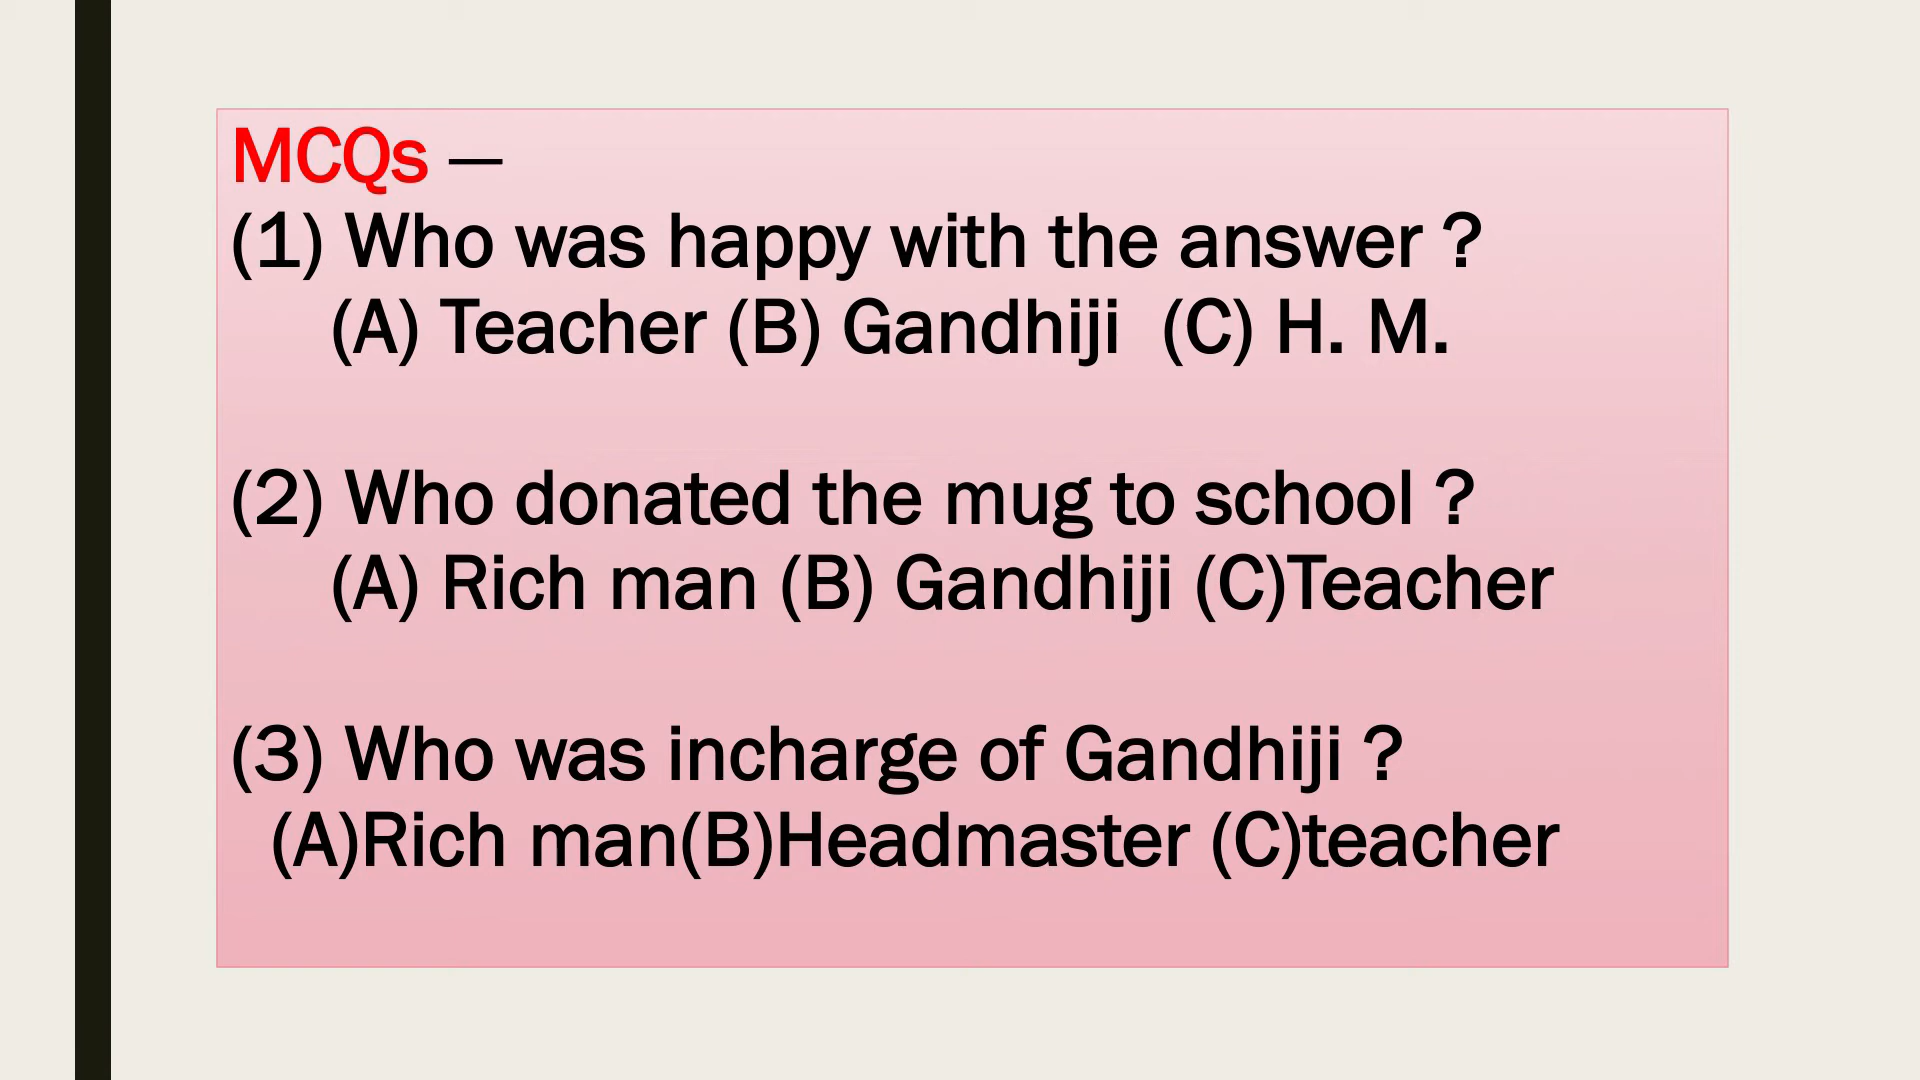 MCQs —
(1) Who was happy with the answer ?
(A) Teacher (B) Gandhiji (C) H. M.
(2) Who donated the mug to school ?
(A) Rich man (B) Gandhiji (C)Teacher
(3) Who was incharge of Gandhiji ?
(A)Rich man(B)Headmaster (C)teacher